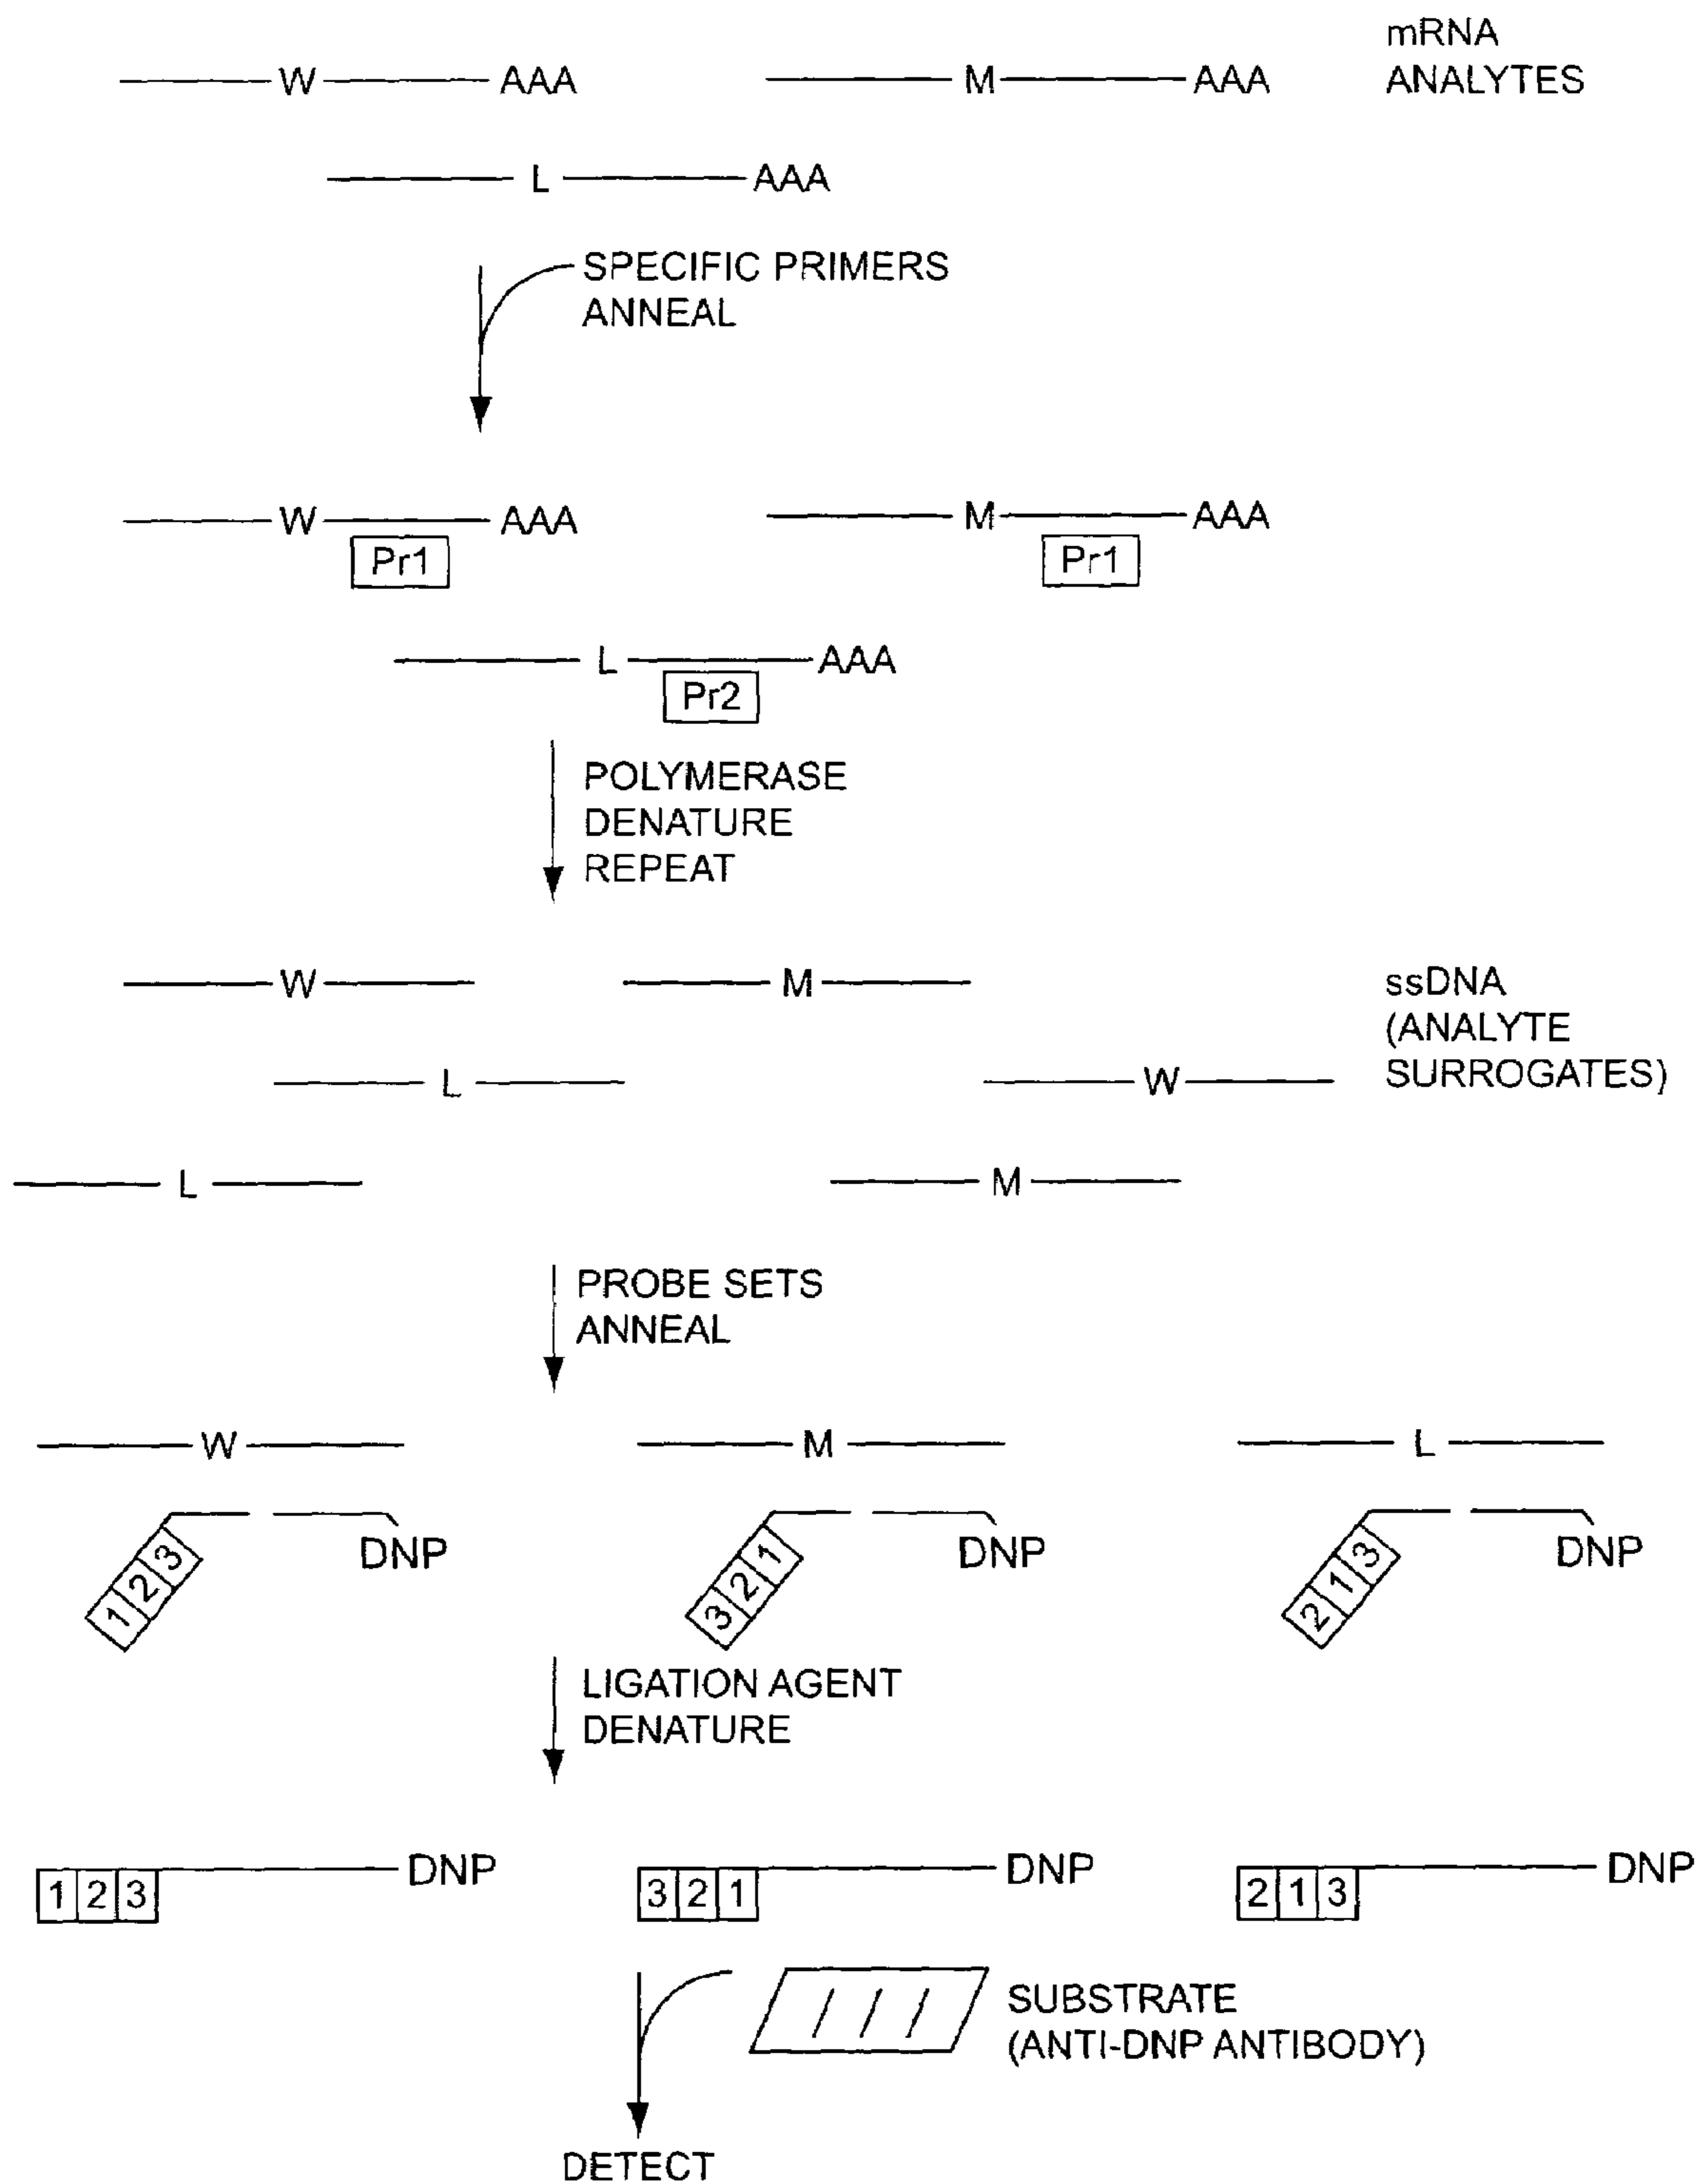 W AAA M AAA mRNA
ANALYTES
L AAA
SPECIFIC PRIMERS
ANNEAL
W AAA M AAA
Pr1 Pr1
L AAA
Pr2
POLYMERASE
DENATURE
REPEAT
W M ssDNA
(ANALYTE
L W SURROGATES)
L M
PROBE SETS
ANNEAL
W M L
DNP DNP DNP
1 2 3 3 2 1 2 1 3
LIGATION AGENT
DENATURE
1 2 3 DNP 3 2 1 DNP 2 1 3 DNP
SUBSTRATE
(ANTI-DNP ANTIBODY)
DETECT